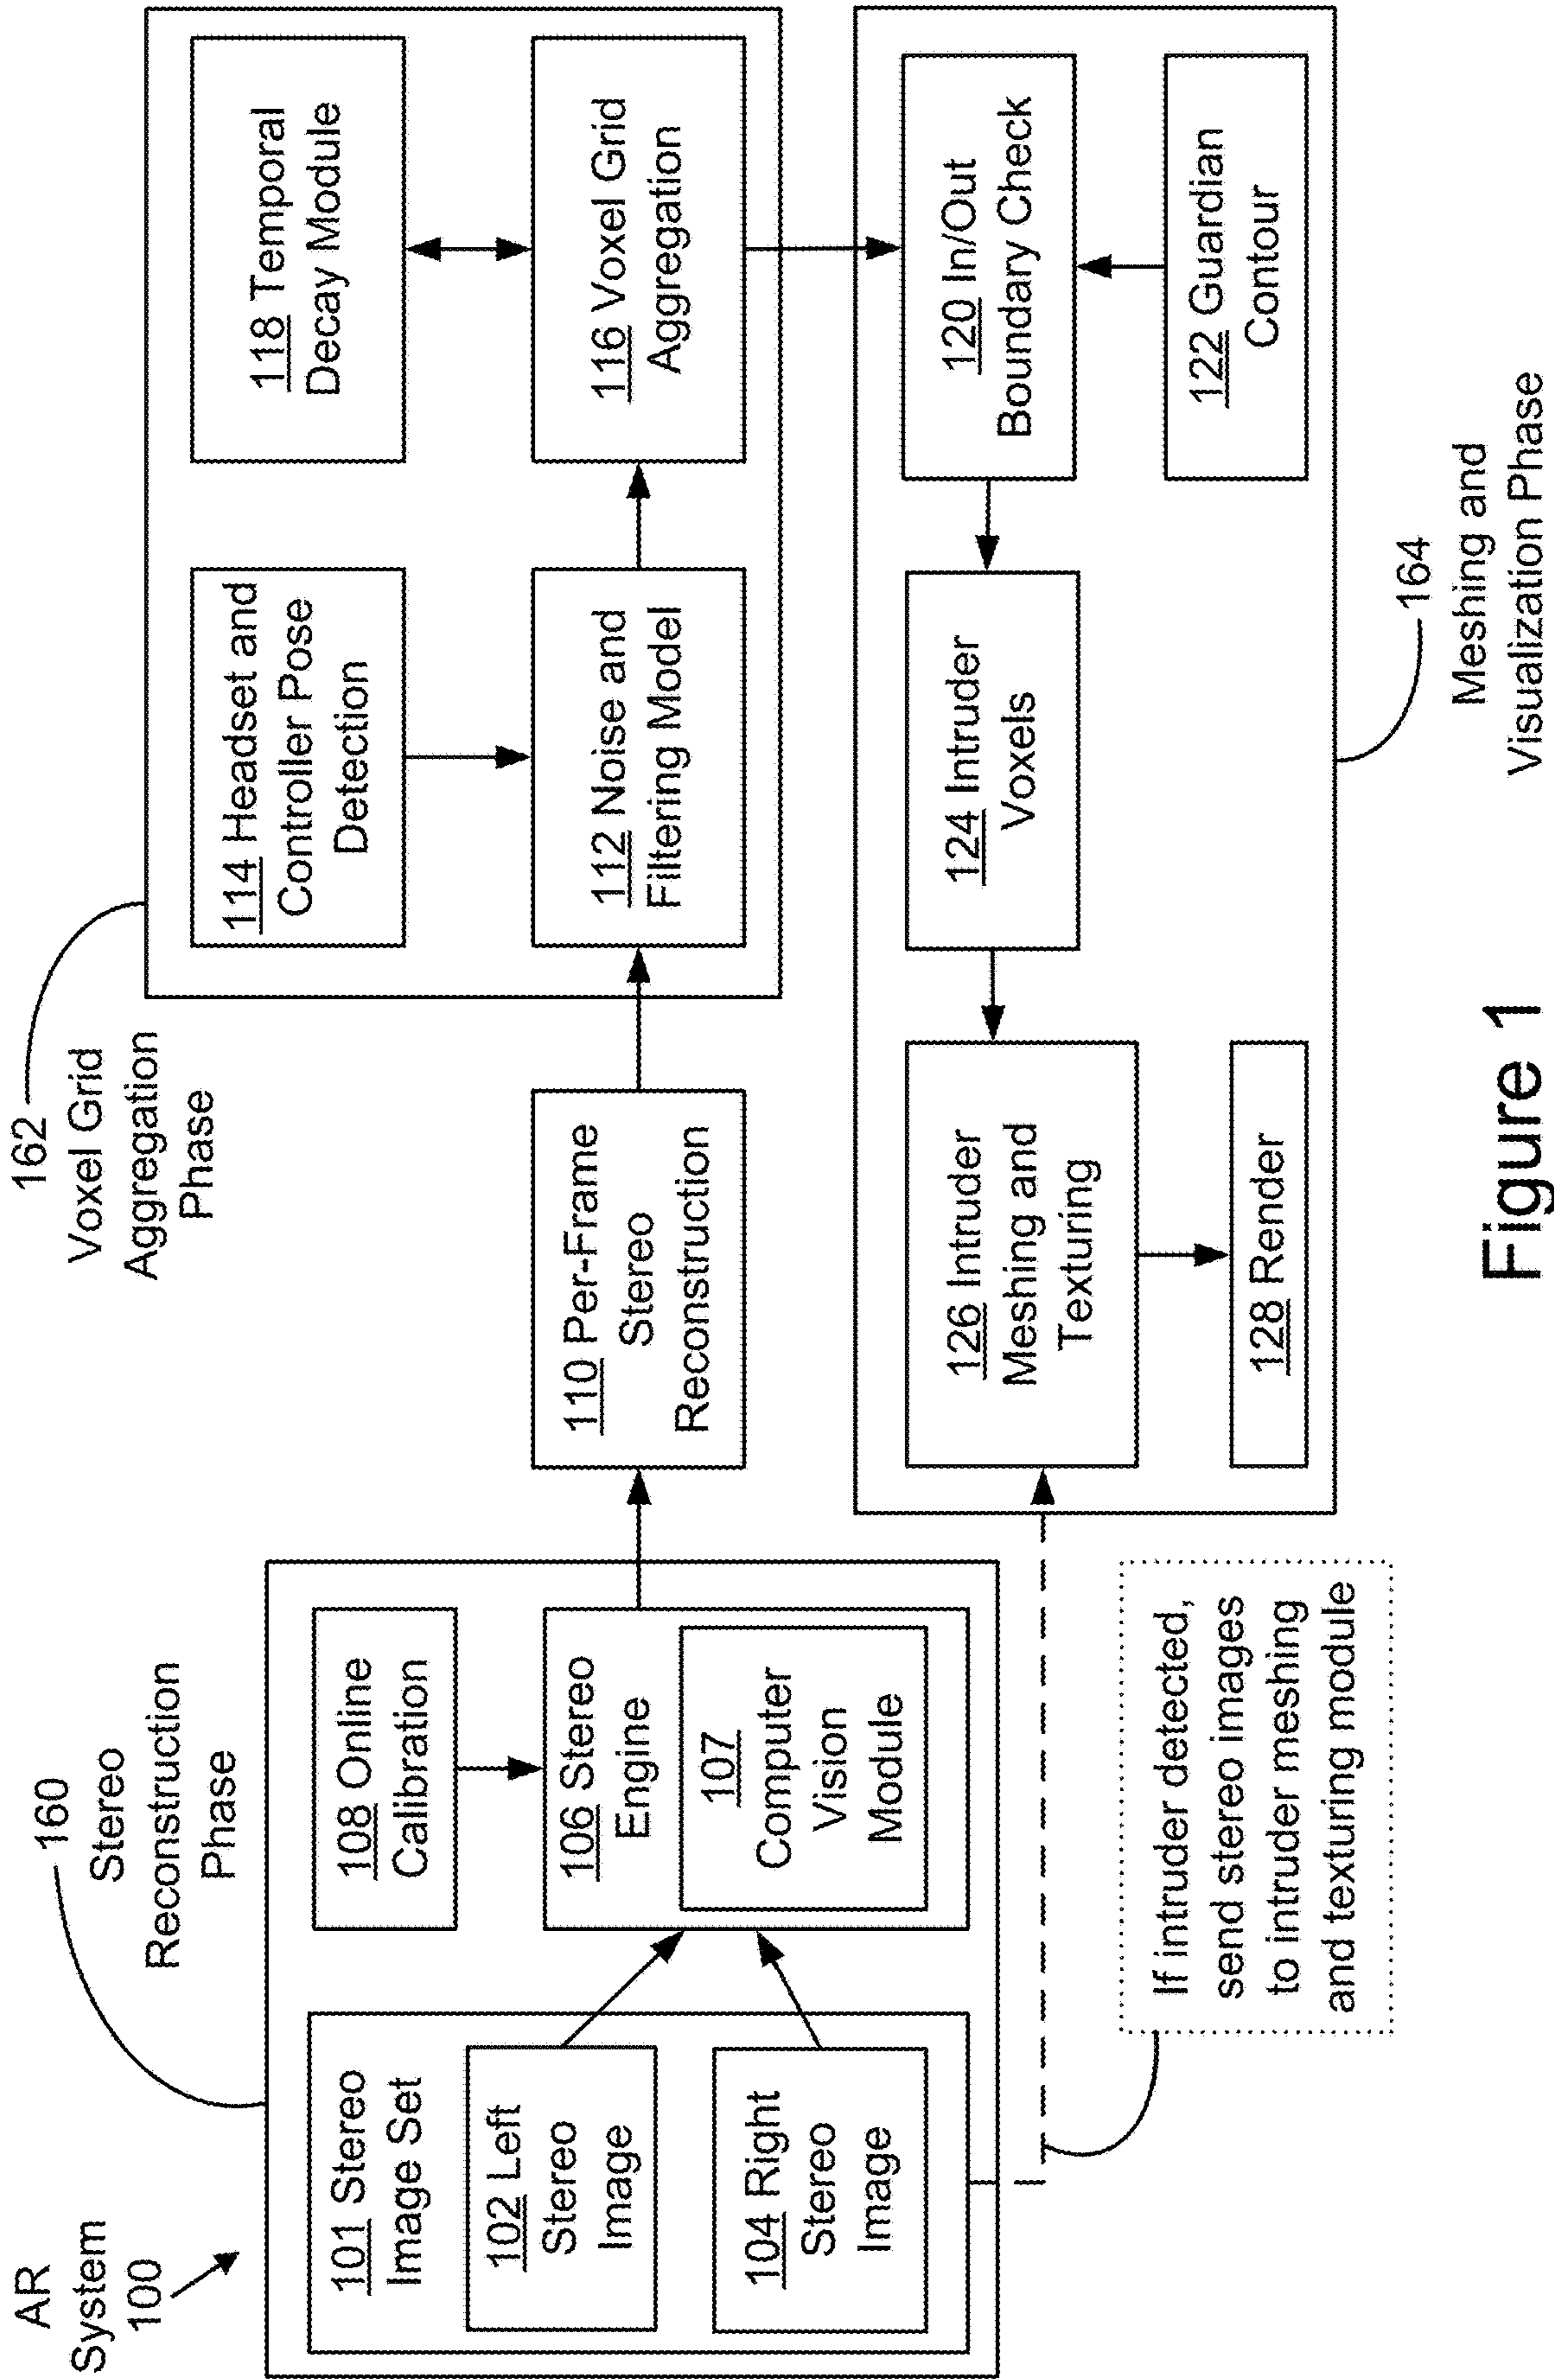 AR
System
100
160
Stereo
Reconstruction
Phase
101 Stereo
Image Set
102 Left
Stereo
Image
104 Right
Stereo
Image
108 Online
Calibration
106 Stereo
Engine
107
Computer
Vision
Module
110 Per-Frame
Stereo
Reconstruction
162
Voxel Grid
Aggregation
Phase
114 Headset and
Controller Pose
Detection
112 Noise and
Filtering Model
118 Temporal
Decay Module
116 Voxel Grid
Aggregation
120 In/Out
Boundary Check
122 Guardian
Contour
124 Intruder
Voxels
126 Intruder
Meshing and
Texturing
128 Render
164
Meshing and
Visualization Phase
If intruder detected,
send stereo images
to intruder meshing
and texturing module
Figure 1